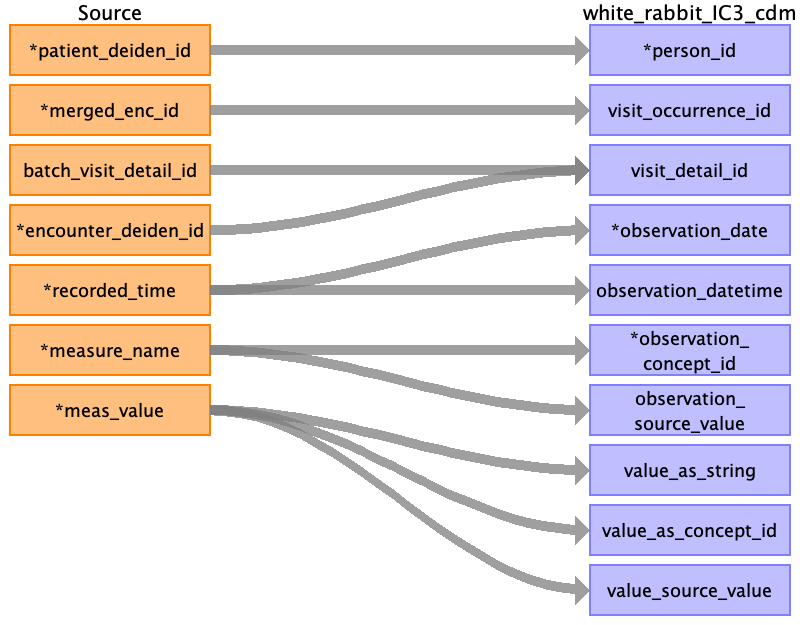 Source
white_rabbit_IC3_cdm
*patient_deiden_id
*person_id
*merged_enc_id
visit_occurrence_id
batch_visit_detail_id
visit_detail_id
*encounter_deiden_id
*observation_date
*recorded_time
observation_datetime
*measure_name
*observation_
concept_id
*meas_value
observation_
source_value
value_as_string
value_as_concept_id
value_source_value